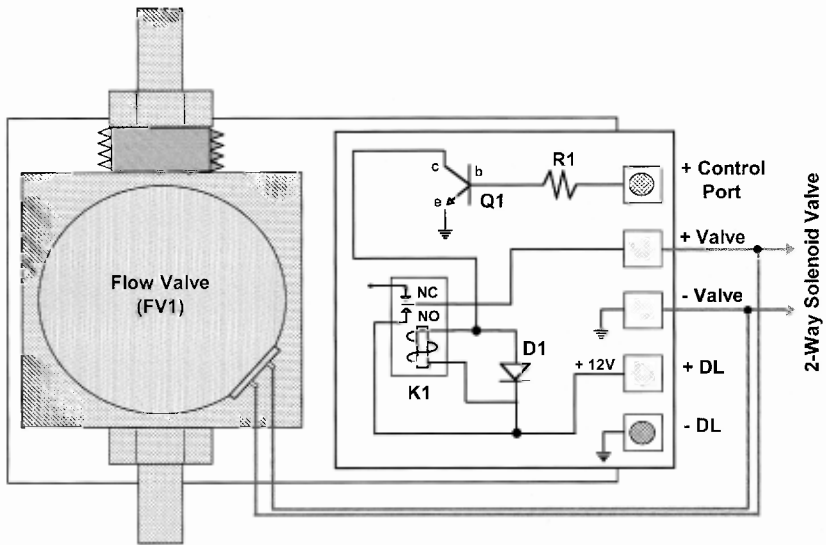 Flow Valve
(FV1)
c
b
e
Q1
R1
+ Control
Port
+ Valve
- Valve
NC
NO
K1
D1
+ 12V
+ DL
- DL
2-Way Solenoid Valve